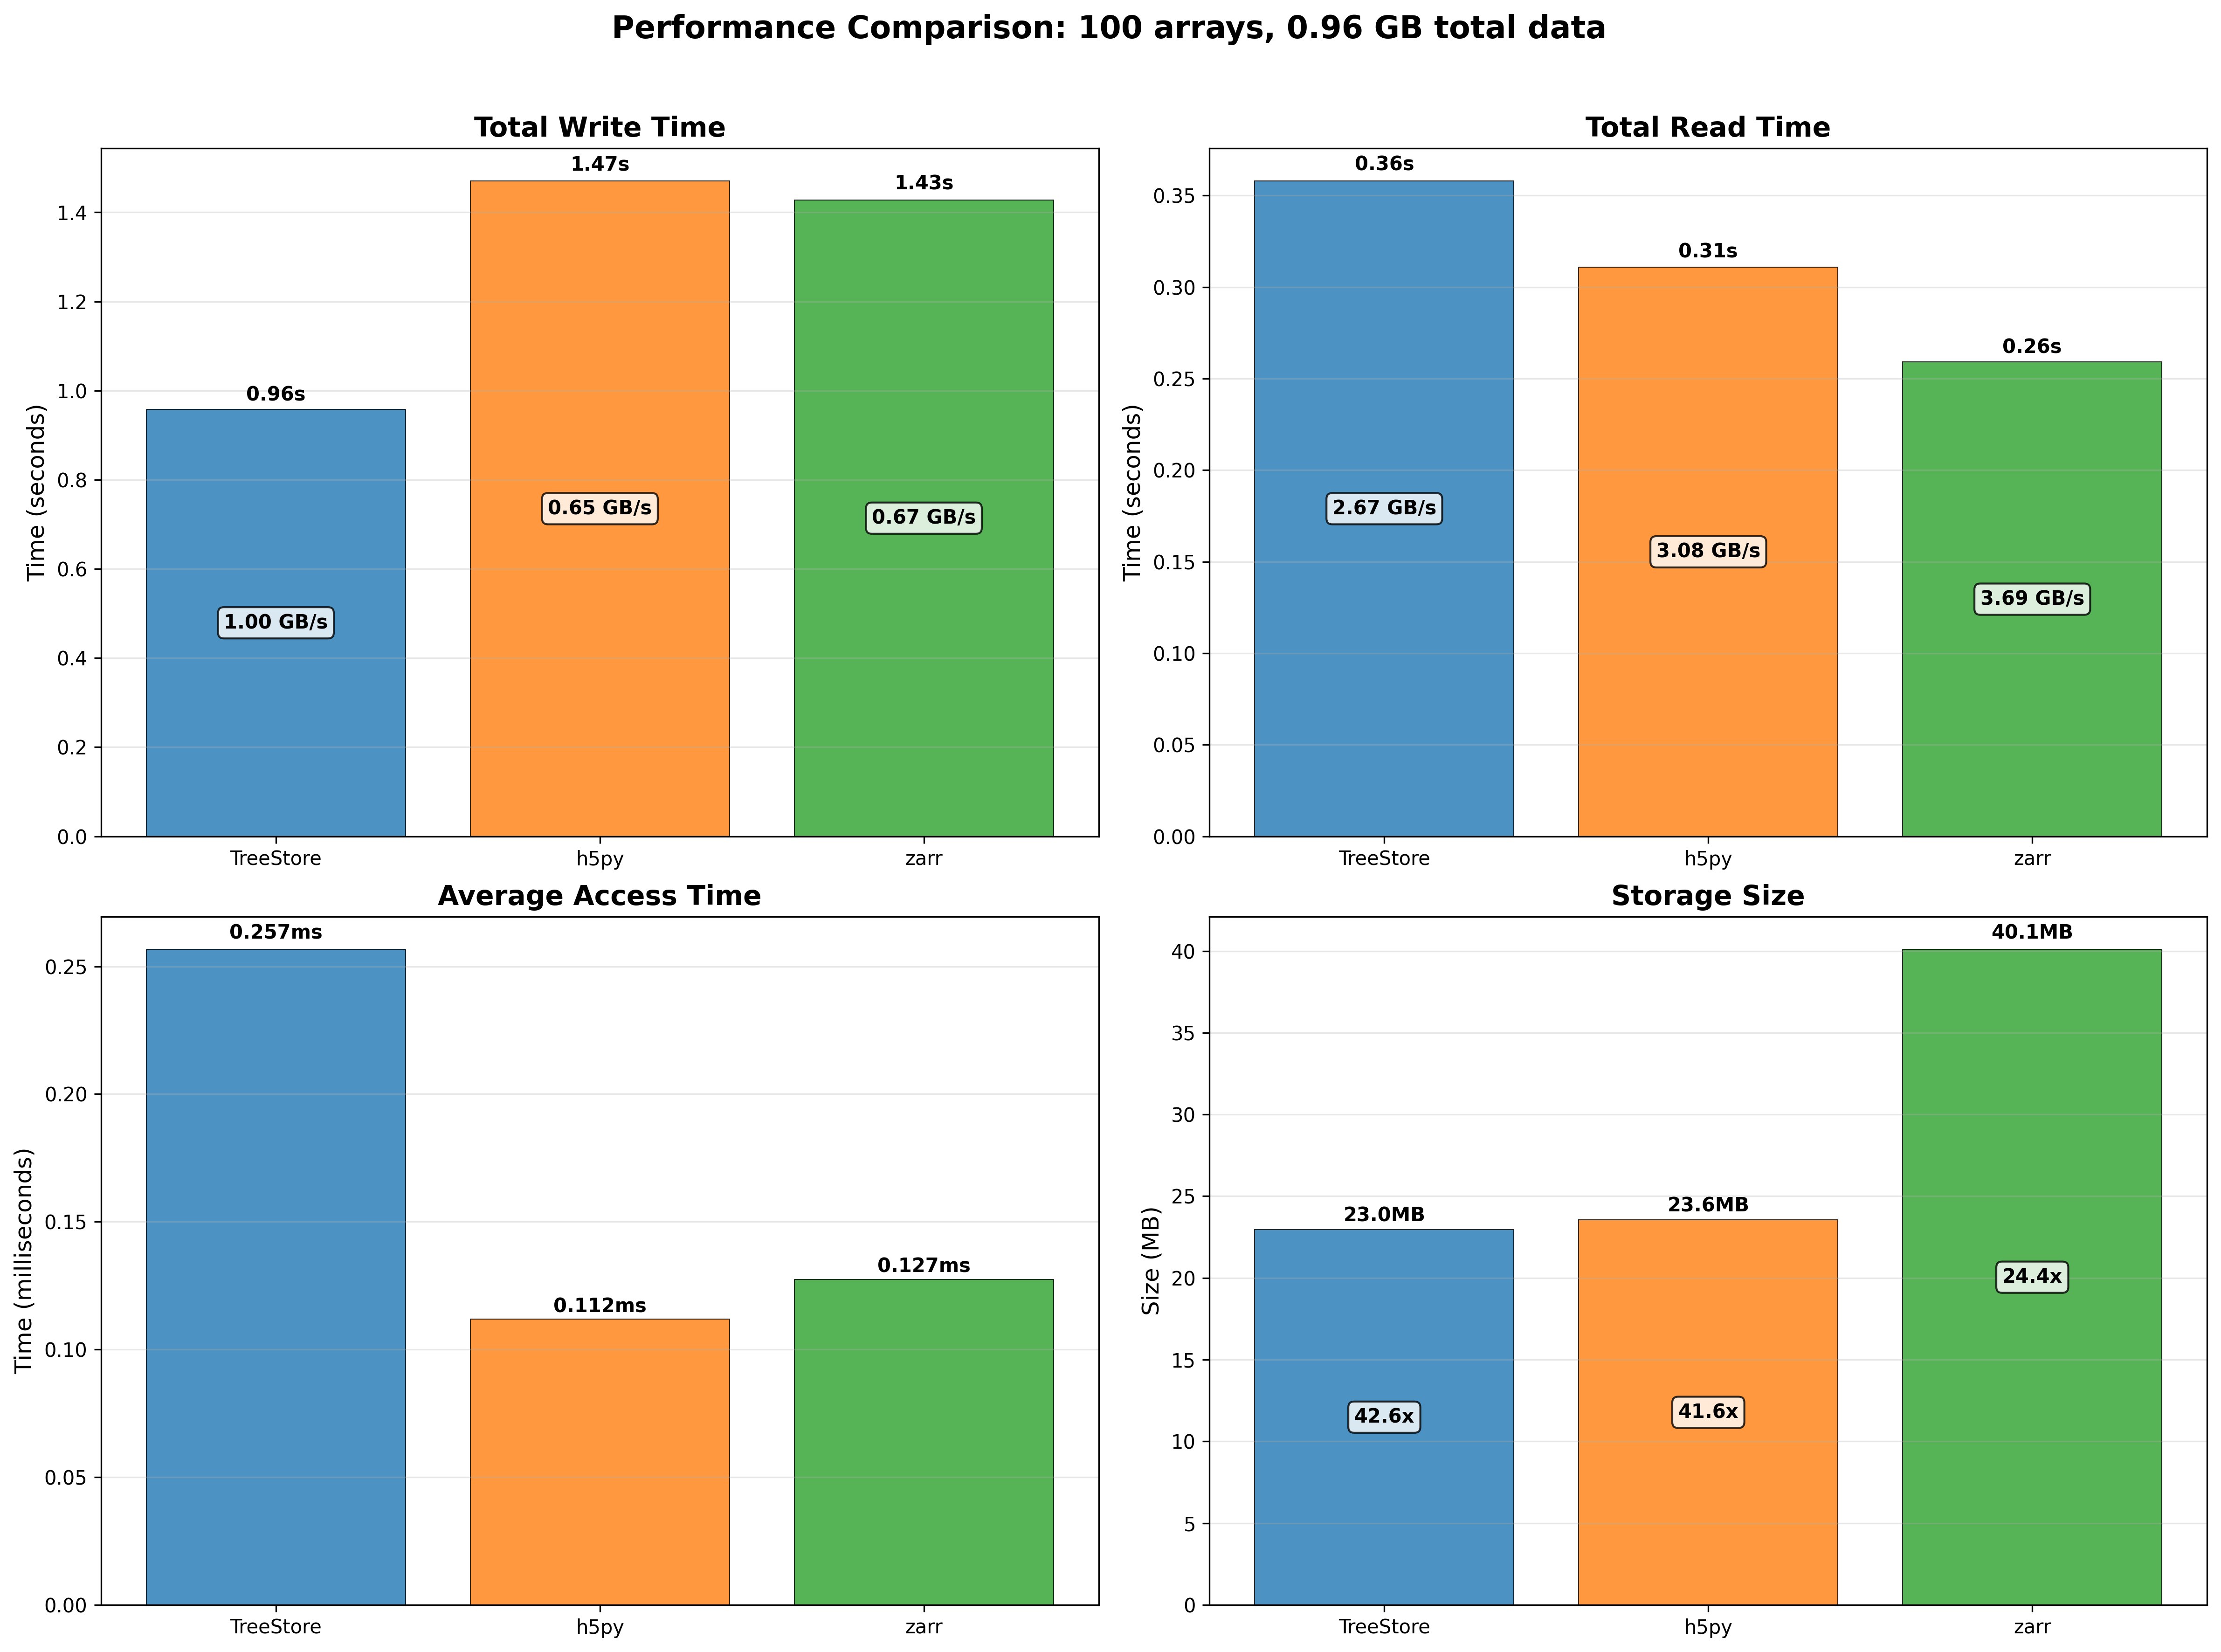 Performance Comparison: 100 arrays, 0.96 GB total data
Total Write Time
Time (seconds)
1.4
1.2
1.0
0.8
0.6
0.4
0.2
0.0
0.96s
1.47s
1.43s
1.00 GB/s
0.65 GB/s
0.67 GB/s
TreeStore
h5py
zarr
Total Read Time
Time (seconds)
0.35
0.30
0.25
0.20
0.15
0.10
0.05
0.00
0.36s
0.31s
0.26s
2.67 GB/s
3.08 GB/s
3.69 GB/s
TreeStore
h5py
zarr
Average Access Time
Time (milliseconds)
0.25
0.20
0.15
0.10
0.05
0.00
0.257ms
0.112ms
0.127ms
TreeStore
h5py
zarr
Storage Size
Size (MB)
40
35
30
25
20
15
10
5
0
23.0MB
23.6MB
40.1MB
42.6x
41.6x
24.4x
TreeStore
h5py
zarr